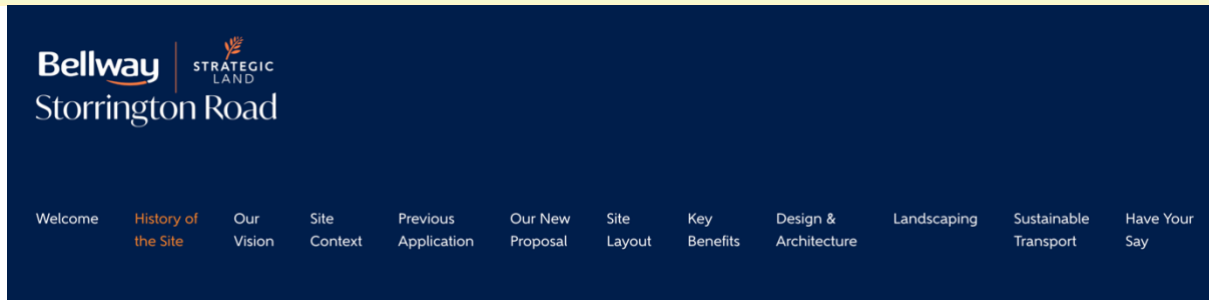 Bellway
STRATEGIC
LAND
Storrington Road
Welcome
History of
the Site
Our
Vision
Site
Context
Previous
Application
Our New
Proposal
Site
Layout
Key
Benefits
Design &
Architecture
Landscaping
Sustainable
Transport
Have Your
Say